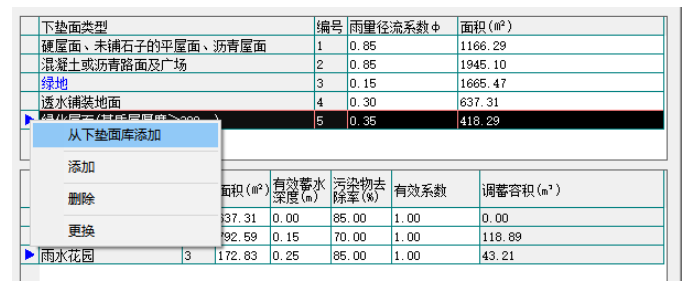 下垫面类型 编号 雨量径流系数φ 面积(m²)
硬屋面、未铺石子的平屋面、沥青屋面 1 0.85 1166.29
混凝土或沥青路面及广场 2 0.85 1945.10
绿地 3 0.15 1665.47
透水铺装地面 4 0.30 637.31
5 0.35 418.29
从下垫面库添加
添加
删除
更换
面积(m²) 有效蓄水深度(m) 污染物去除率(%) 有效系数 调蓄容积(m³)
637.31 0.00 85.00 1.00 0.00
792.59 0.15 70.00 1.00 118.89
雨水花园 3 172.83 0.25 85.00 1.00 43.21